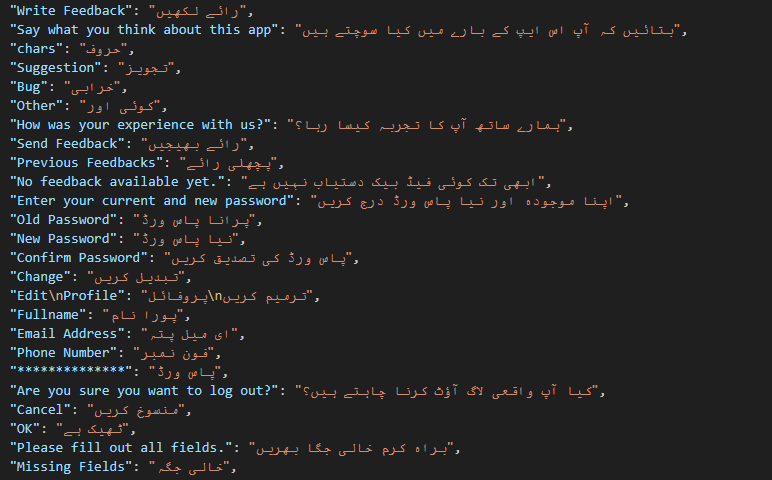 "Write Feedback": "رائے لکھیں",
"Say what you think about this app": "بتائیں کہ آپ اس ایپ کے بارے میں کیا سوچتے ہیں",
"chars": "حروف",
"Suggestion": "تجویز",
"Bug": "خرابی",
"Other": "کوئی اور",
"How was your experience with us?": "ہمارے ساتھ آپ کا تجربہ کیسا رہا؟",
"Send Feedback": "رائے بھیجیں",
"Previous Feedbacks": "پچھلی رائے",
"No feedback available yet.": "ابھی تک کوئی فیڈ بیک دستیاب نہیں ہے",
"Enter your current and new password": "اپنا موجودہ اور نیا پاس ورڈ درج کریں",
"Old Password": "پرانا پاس ورڈ",
"New Password": "نیا پاس ورڈ",
"Confirm Password": "پاس ورڈ کی تصدیق کریں",
"Change": "تبدیل کریں",
"Edit\nProfile": "پروفائل\nترمیم کریں",
"Fullname": "پورا نام",
"Email Address": "ای میل پتہ",
"Phone Number": "فون نمبر",
"**************": "پاس ورڈ",
"Are you sure you want to log out?": "کیا آپ واقعی لاگ آؤٹ کرنا چاہتے ہیں؟",
"Cancel": "منسوخ کریں",
"OK": "ٹھیک ہے",
"Please fill out all fields.": "براہ کرم خالی جگا بھریں",
"Missing Fields": "خالی جگہ",